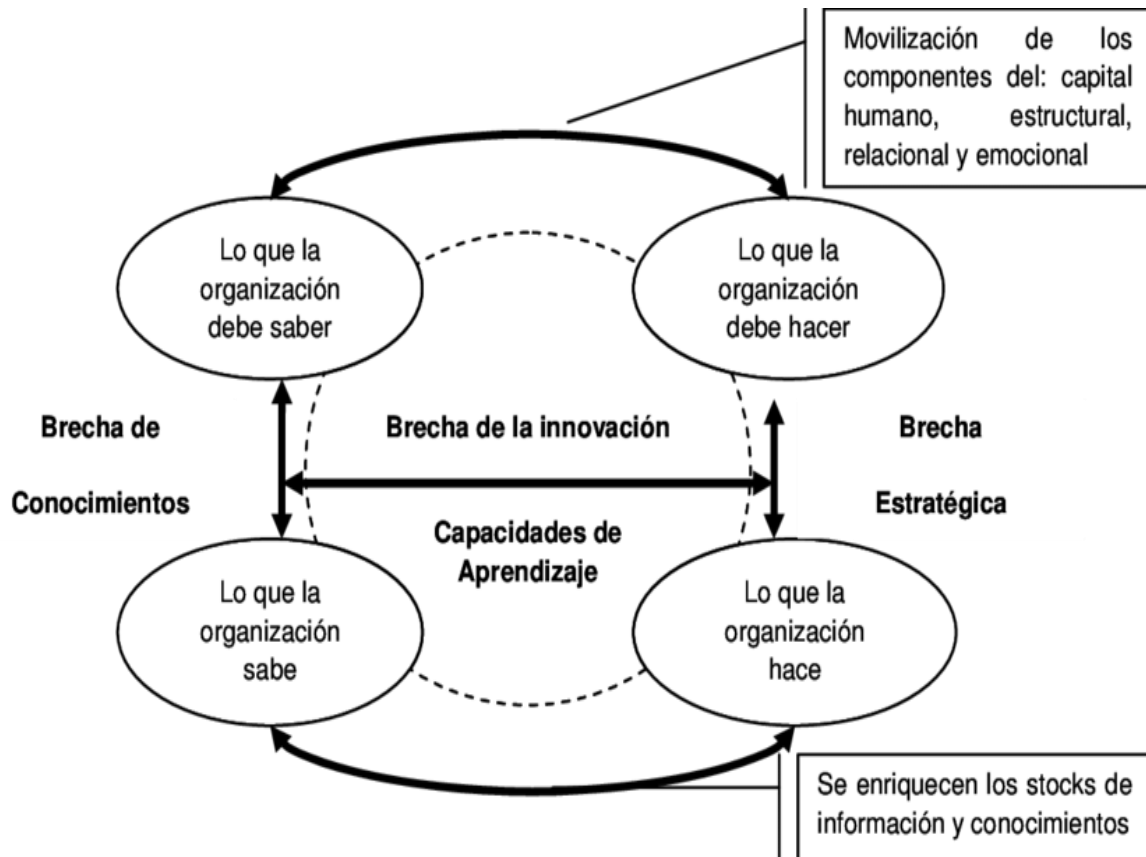 Movilización de los
componentes del: capital
humano, estructural,
relacional y emocional
Lo que la
organización
debe saber
Lo que la
organización
debe hacer
Brecha de
Conocimientos
Brecha de la innovación
Capacidades de
Aprendizaje
Brecha
Estratégica
Lo que la
organización
sabe
Lo que la
organización
hace
Se enriquecen los stocks de
información y conocimientos